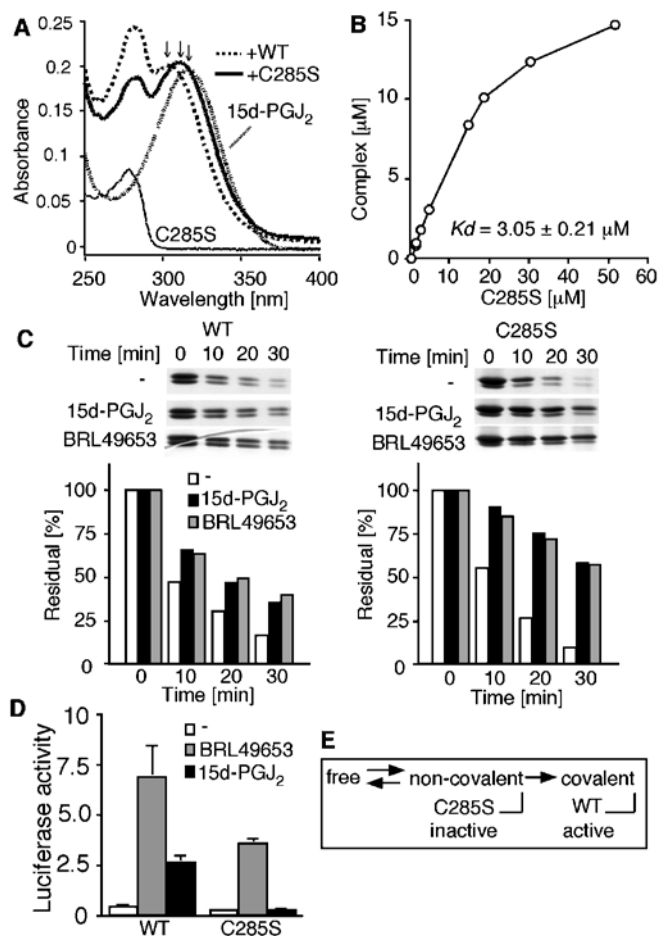 A
+WT
+C285S
15d-PGJ2
C285S
Absorbance
0.2
0.15
0.1
0.05
0
250 300 350 400
Wavelength [nm]
B
Complex [µM]
15
10
5
0
0 10 20 30 40 50 60
C285S [µM]
Kd = 3.05 ± 0.21 µM
C
WT
Time [min] 0 10 20 30
-
15d-PGJ2
BRL49653
Residual [%]
100
75
50
25
0
-
15d-PGJ2
BRL49653
0 10 20 30
Time [min]
C285S
Time [min] 0 10 20 30
-
15d-PGJ2
BRL49653
Residual [%]
100
75
50
25
0
0 10 20 30
Time [min]
D
Luciferase activity
10
7.5
5.0
2.5
0
-
BRL49653
15d-PGJ2
WT C285S
E
free non-covalent covalent
C285S WT
inactive active